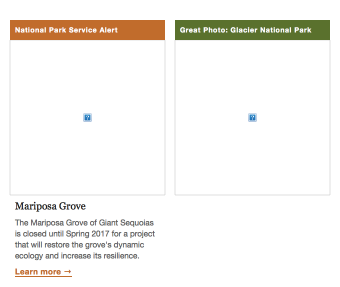 National Park Service Alert
Great Photo: Glacier National Park
Mariposa Grove
The Mariposa Grove of Giant Sequoias
is closed until Spring 2017 for a project
that will restore the grove's dynamic
ecology and increase its resilience.
Learn more →